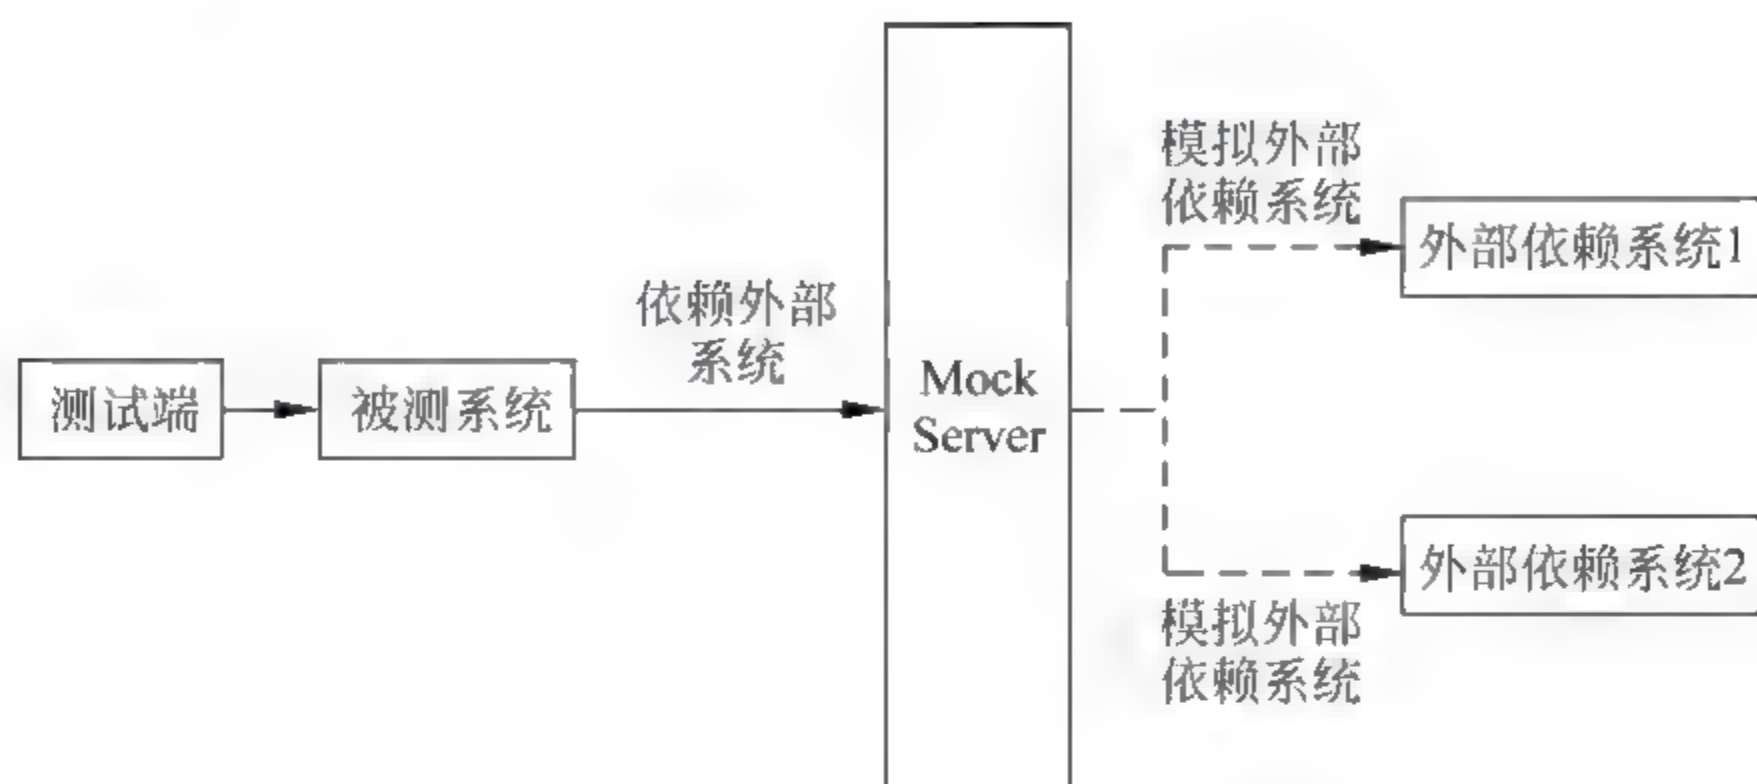 测试端
被测系统
依赖外部
系统
Mock
Server
模拟外部
依赖系统
外部依赖系统1
外部依赖系统2
模拟外部
依赖系统